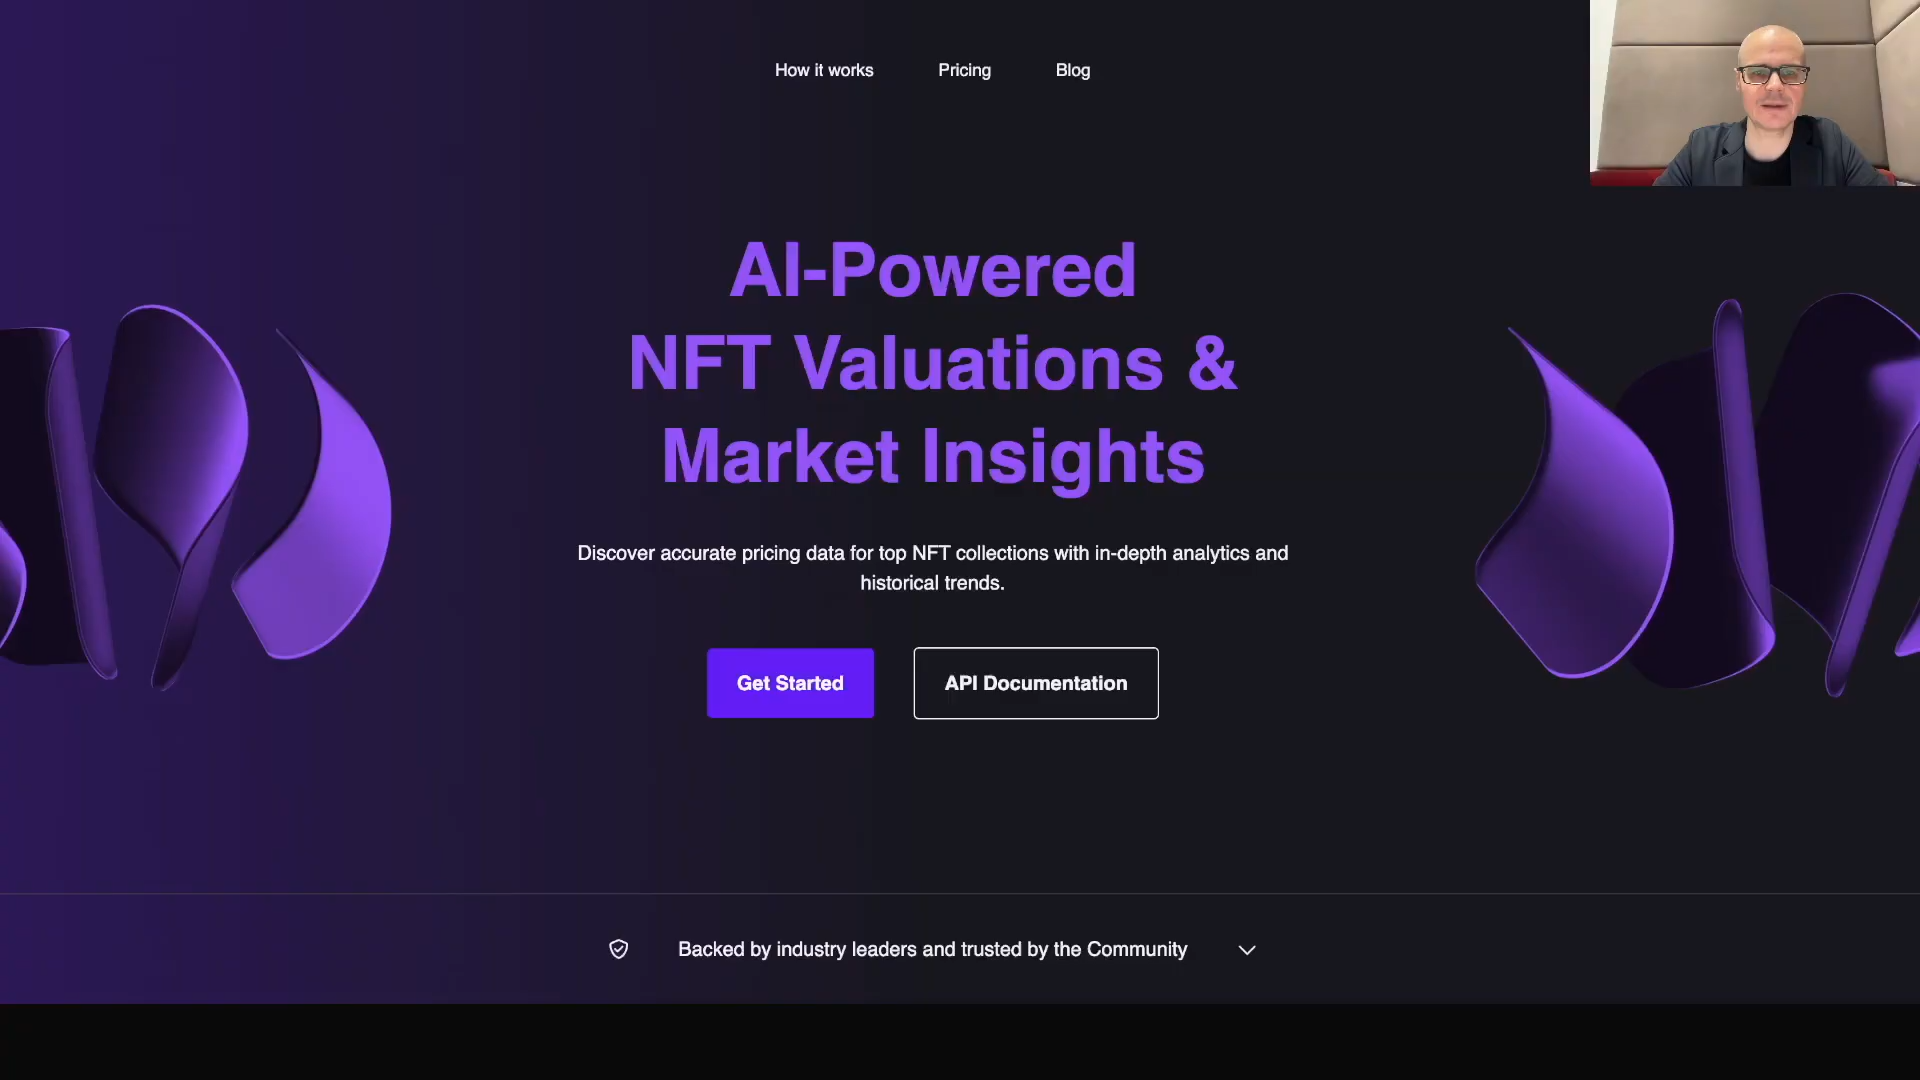 How it works
Pricing
Blog
AI-Powered
NFT Valuations &
Market Insights
Discover accurate pricing data for top NFT collections with in-depth analytics and
historical trends.
Get Started
API Documentation
Backed by industry leaders and trusted by the Community